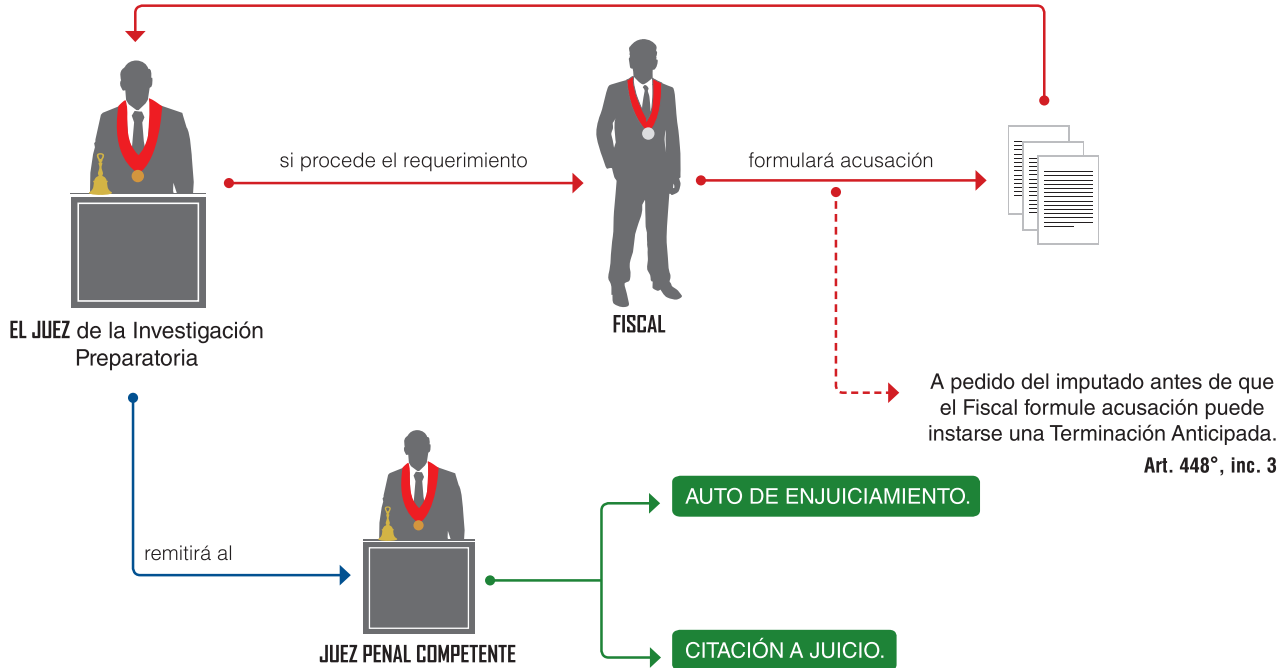 si procede el requerimiento
formulará acusación
EL JUEZ de la Investigación
Preparatoria
FISCAL
A pedido del imputado antes de que
el Fiscal formule acusación puede
instarse una Terminación Anticipada.
Art. 448°, inc. 3
remitirá al
JUEZ PENAL COMPETENTE
AUTO DE ENJUICIAMIENTO.
CITACIÓN A JUICIO.